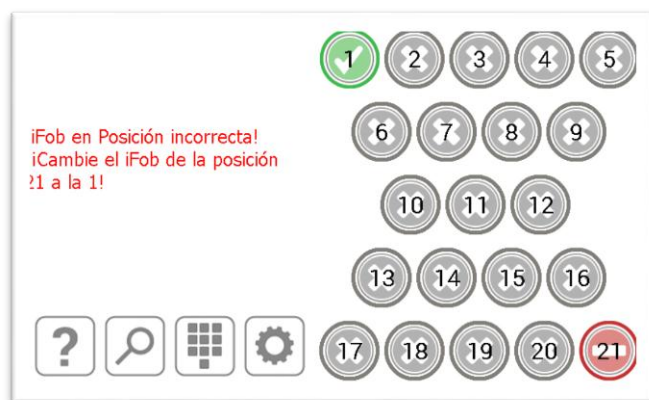 iFob en Posición incorrecta!
¡Cambie el iFob de la posición
21 a la 1!
1 2 3 4 5
6 7 8 9
10 11 12
13 14 15 16
17 18 19 20 21
?